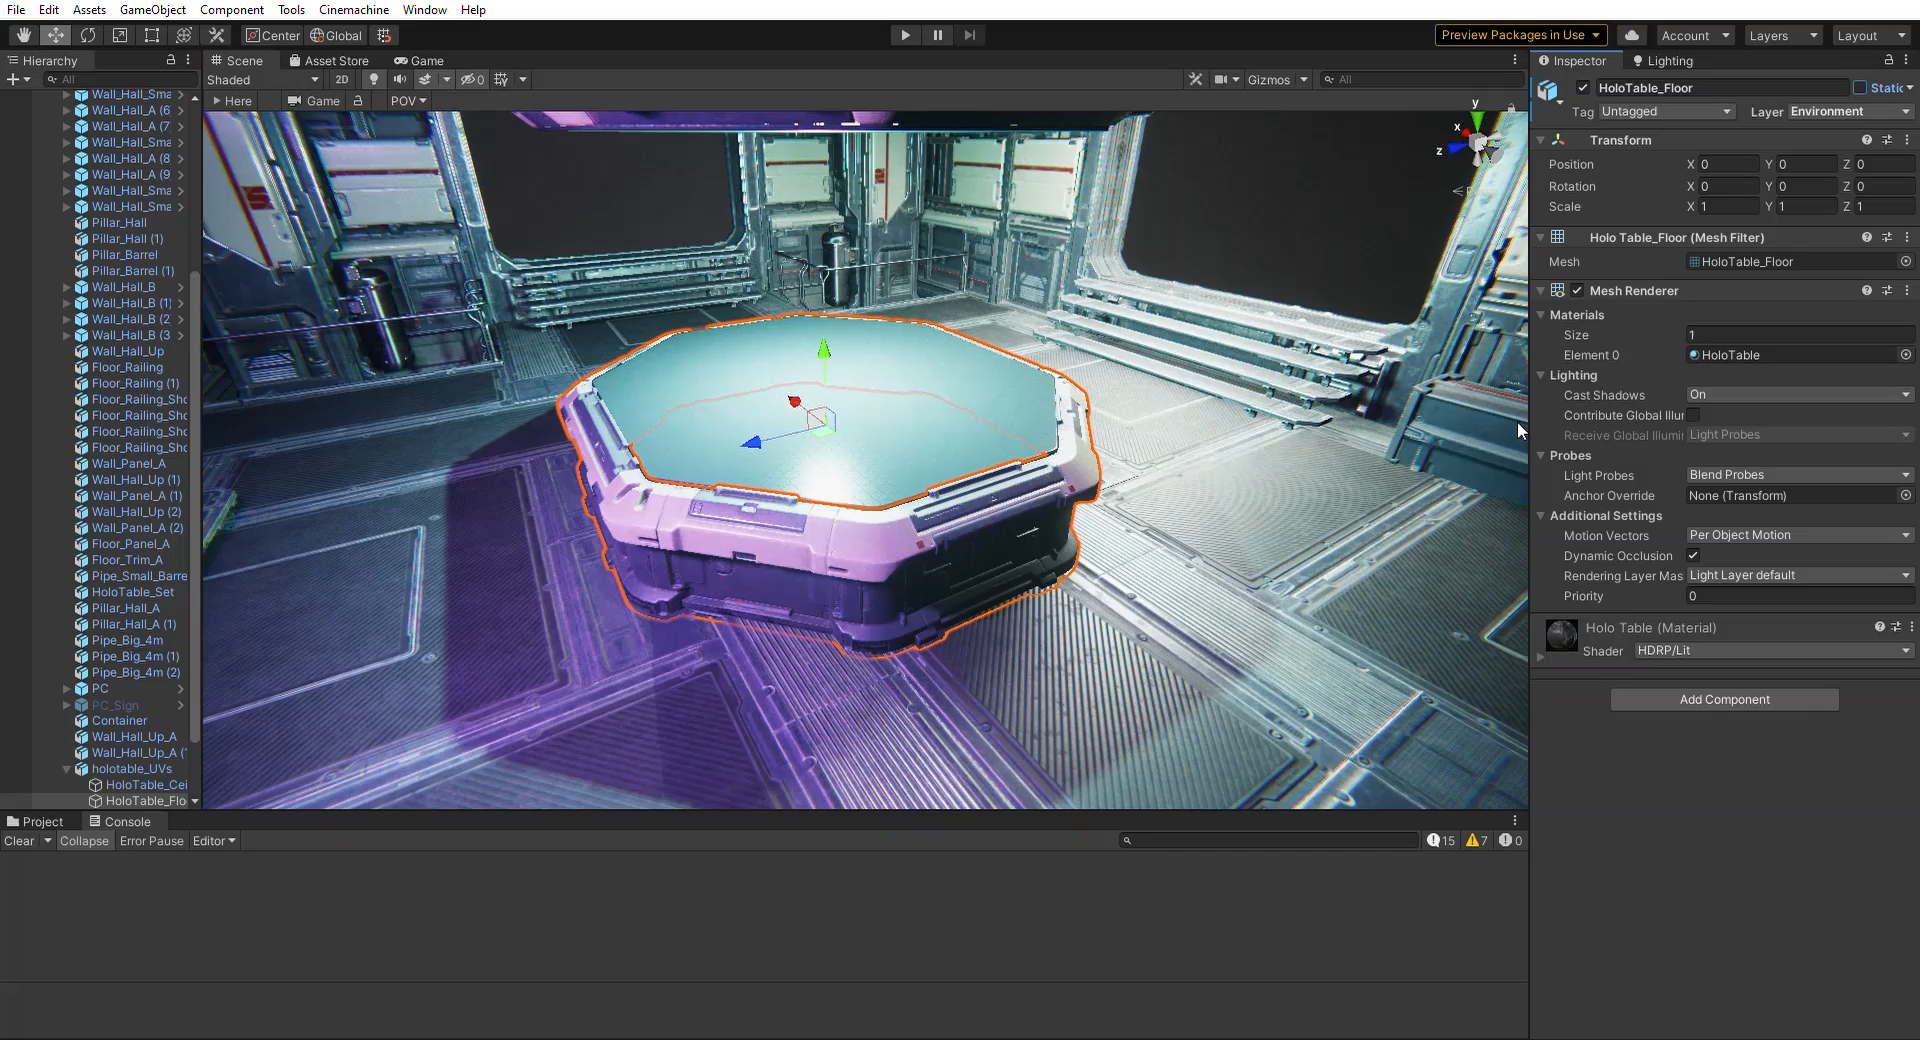 File Edit Assets GameObject Component Tools Cinemachine Window Help
Center Global Preview Packages in Use Account Layers Layout
Hierarchy
All
Wall_Hall_Sma
Wall_Hall_A (6
Wall_Hall_A (7
Wall_Hall_Sma
Wall_Hall_A (8
Wall_Hall_A (9
Wall_Hall_Sma
Wall_Hall_Sma
Pillar_Hall
Pillar_Hall (1)
Pillar_Barrel
Pillar_Barrel (1)
Wall_Hall_B
Wall_Hall_B (1)
Wall_Hall_B (2
Wall_Hall_B (3
Wall_Hall_Up
Floor_Railing
Floor_Railing (1)
Floor_Railing_Sho
Floor_Railing_Sho
Floor_Railing_Sho
Floor_Railing_Sho
Wall_Panel_A
Wall_Hall_Up (1)
Wall_Panel_A (1)
Wall_Hall_Up (2)
Wall_Panel_A (2)
Floor_Panel_A
Floor_Trim_A
Pipe_Small_Barre
HoloTable_Set
Pillar_Hall_A
Pillar_Hall_A (1)
Pipe_Big_4m
Pipe_Big_4m (1)
Pipe_Big_4m (2)
PC
PC_Sign
Container
Wall_Hall_Up_A
Wall_Hall_Up_A (1
holotable_UVs
HoloTable_Cei
HoloTable_Flo
Scene Asset Store Game
Shaded 2D 0 Gizmos All
Here Game POV
y
x
z
Inspector Lighting
HoloTable_Floor Static
Tag Untagged Layer Environment
Transform
Position X 0 Y 0 Z 0
Rotation X 0 Y 0 Z 0
Scale X 1 Y 1 Z 1
Holo Table_Floor (Mesh Filter)
Mesh HoloTable_Floor
Mesh Renderer
Materials
Size 1
Element 0 HoloTable
Lighting
Cast Shadows On
Contribute Global Illur
Receive Global Illumir Light Probes
Probes
Light Probes Blend Probes
Anchor Override None (Transform)
Additional Settings
Motion Vectors Per Object Motion
Dynamic Occlusion
Rendering Layer Mas Light Layer default
Priority 0
Holo Table (Material)
Shader HDRP/Lit
Add Component
Project Console
Clear Collapse Error Pause Editor 15 7 0